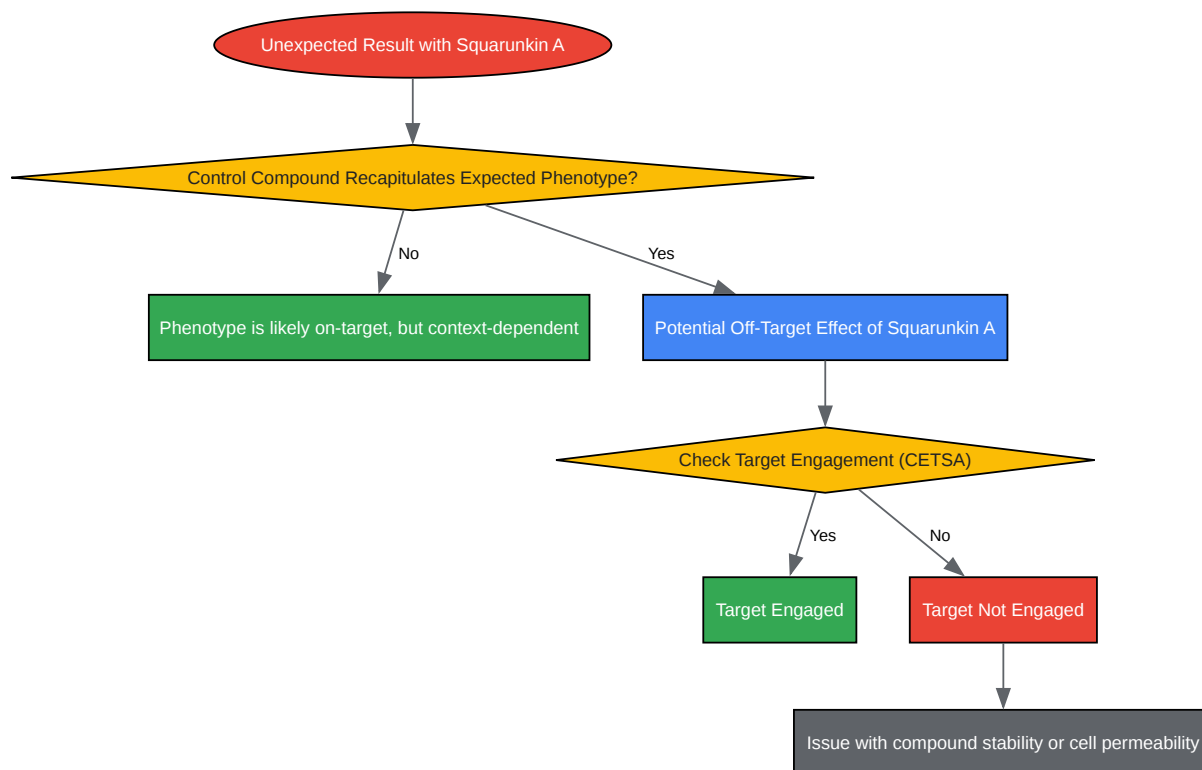 Unexpected Result with Squarunkin A
Control Compound Recapitulates Expected Phenotype?
No
Yes
Phenotype is likely on-target, but context-dependent
Potential Off-Target Effect of Squarunkin A
Check Target Engagement (CETSA)
Yes
No
Target Engaged
Target Not Engaged
Issue with compound stability or cell permeability